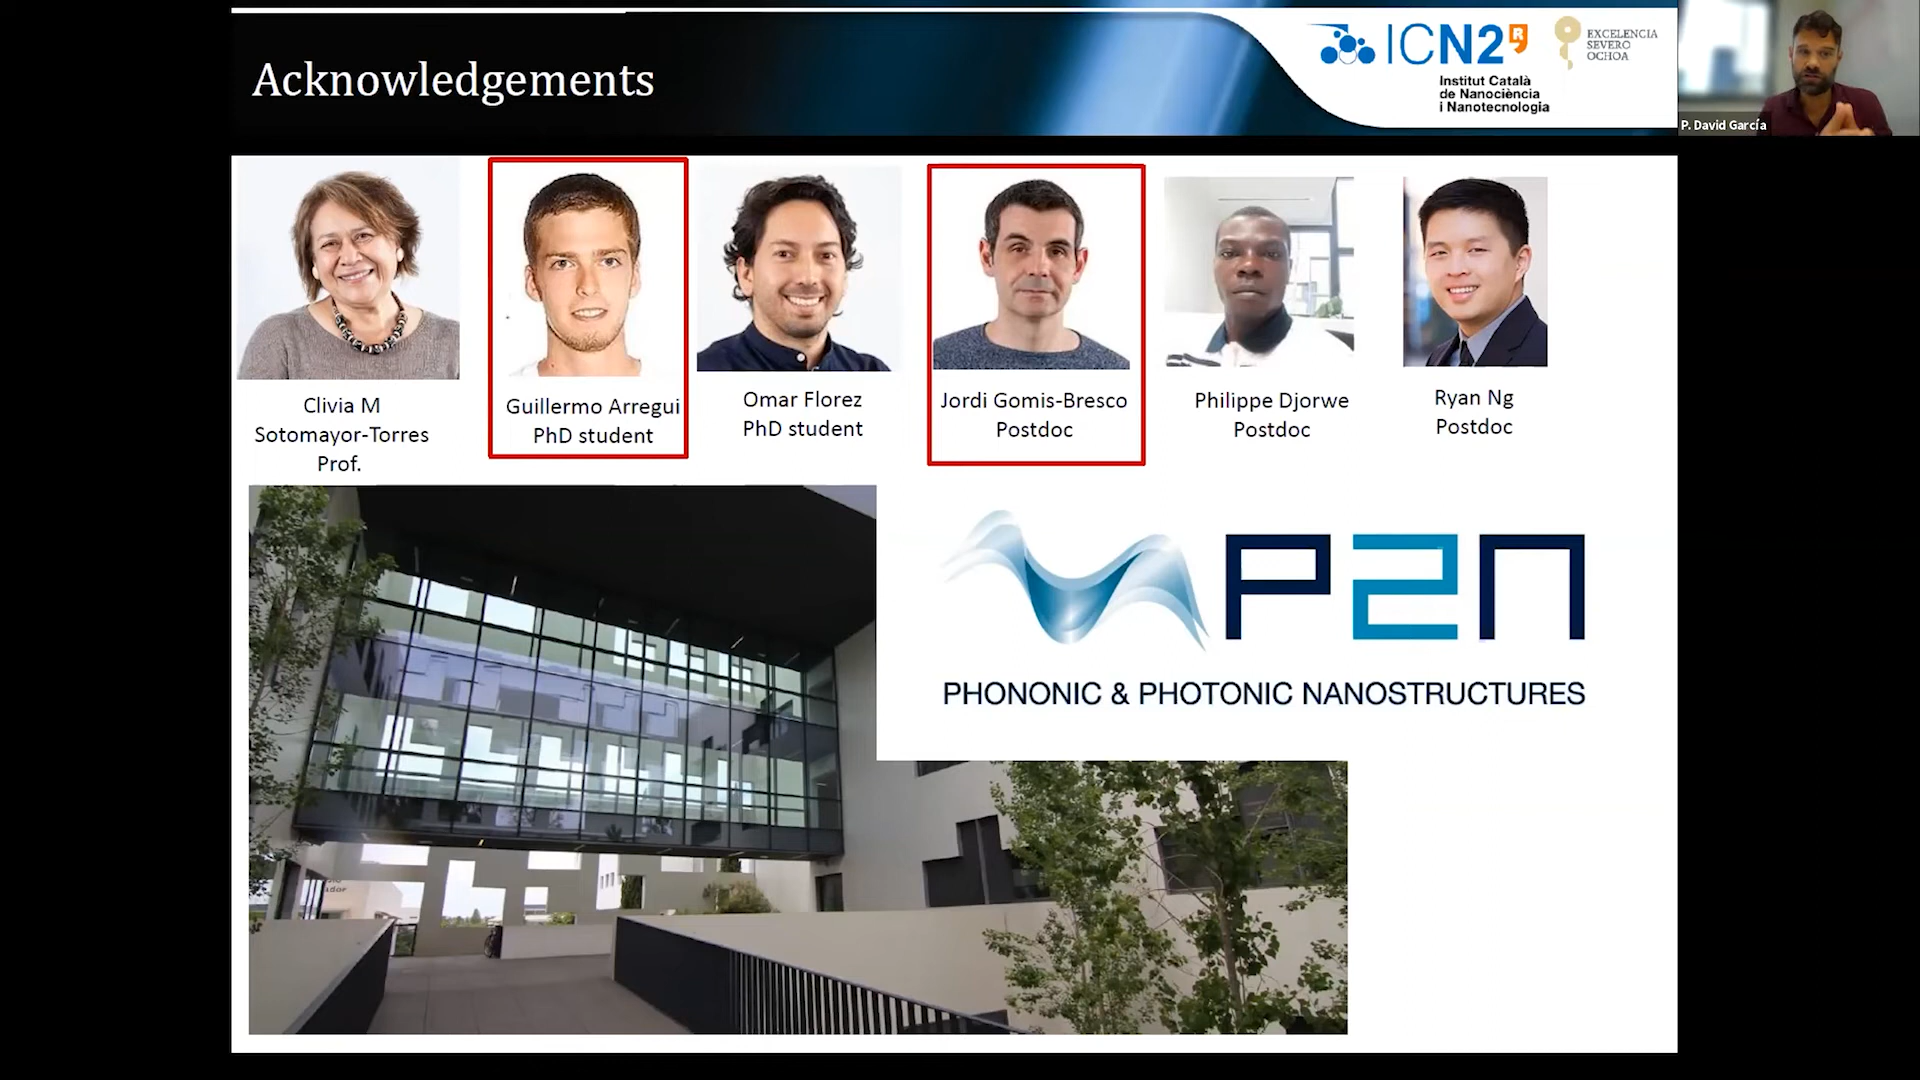 Acknowledgements
ICN2
Institut Català
de Nanociència
i Nanotecnologia
EXCELENCIA
SEVERO
OCHOA
P. David García
Clivia M
Sotomayor-Torres
Prof.
Guillermo Arregui
PhD student
Omar Florez
PhD student
Jordi Gomis-Bresco
Postdoc
Philippe Djorwe
Postdoc
Ryan Ng
Postdoc
P2N
PHONONIC & PHOTONIC NANOSTRUCTURES